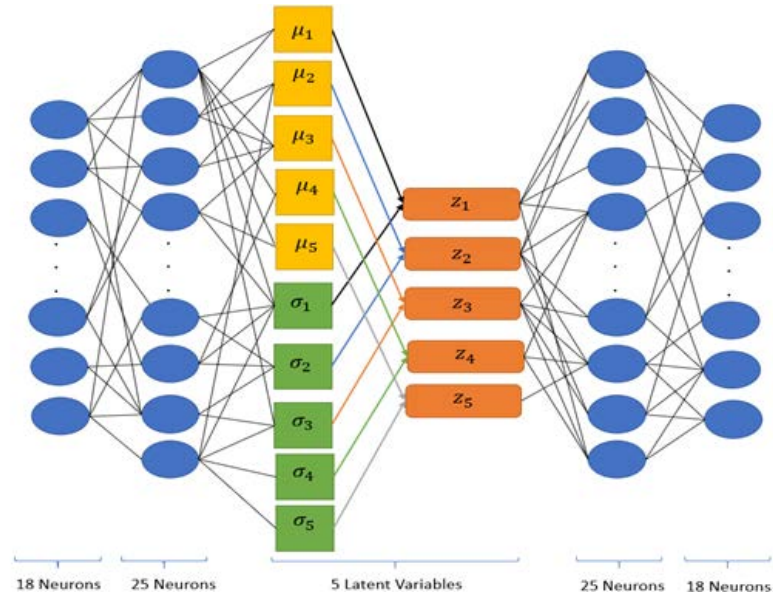 μ₁
μ₂
μ₃
μ₄
μ₅
σ₁
σ₂
σ₃
σ₄
σ₅
z₁
z₂
z₃
z₄
z₅
18 Neurons
25 Neurons
5 Latent Variables
25 Neurons
18 Neurons